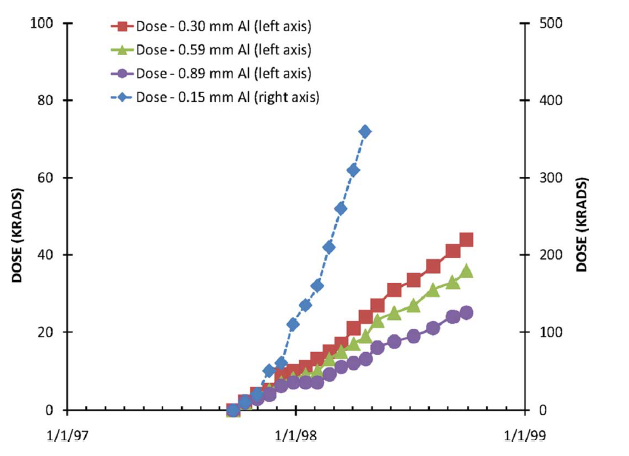 Dose - 0.30 mm Al (left axis)
Dose - 0.59 mm Al (left axis)
Dose - 0.89 mm Al (left axis)
Dose - 0.15 mm Al (right axis)
100
80
60
40
20
0
DOSE (KRADS)
500
400
300
200
100
0
DOSE (KRADS)
1/1/97
1/1/98
1/1/99